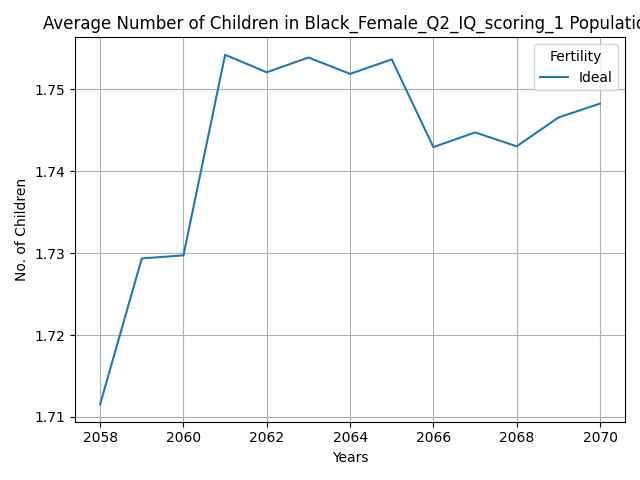 Average Number of Children in Black_Female_Q2_IQ_scoring_1 Populatio
Fertility
Ideal
1.75
1.74
1.73
1.72
1.71
No. of Children
2058 2060 2062 2064 2066 2068 2070
Years